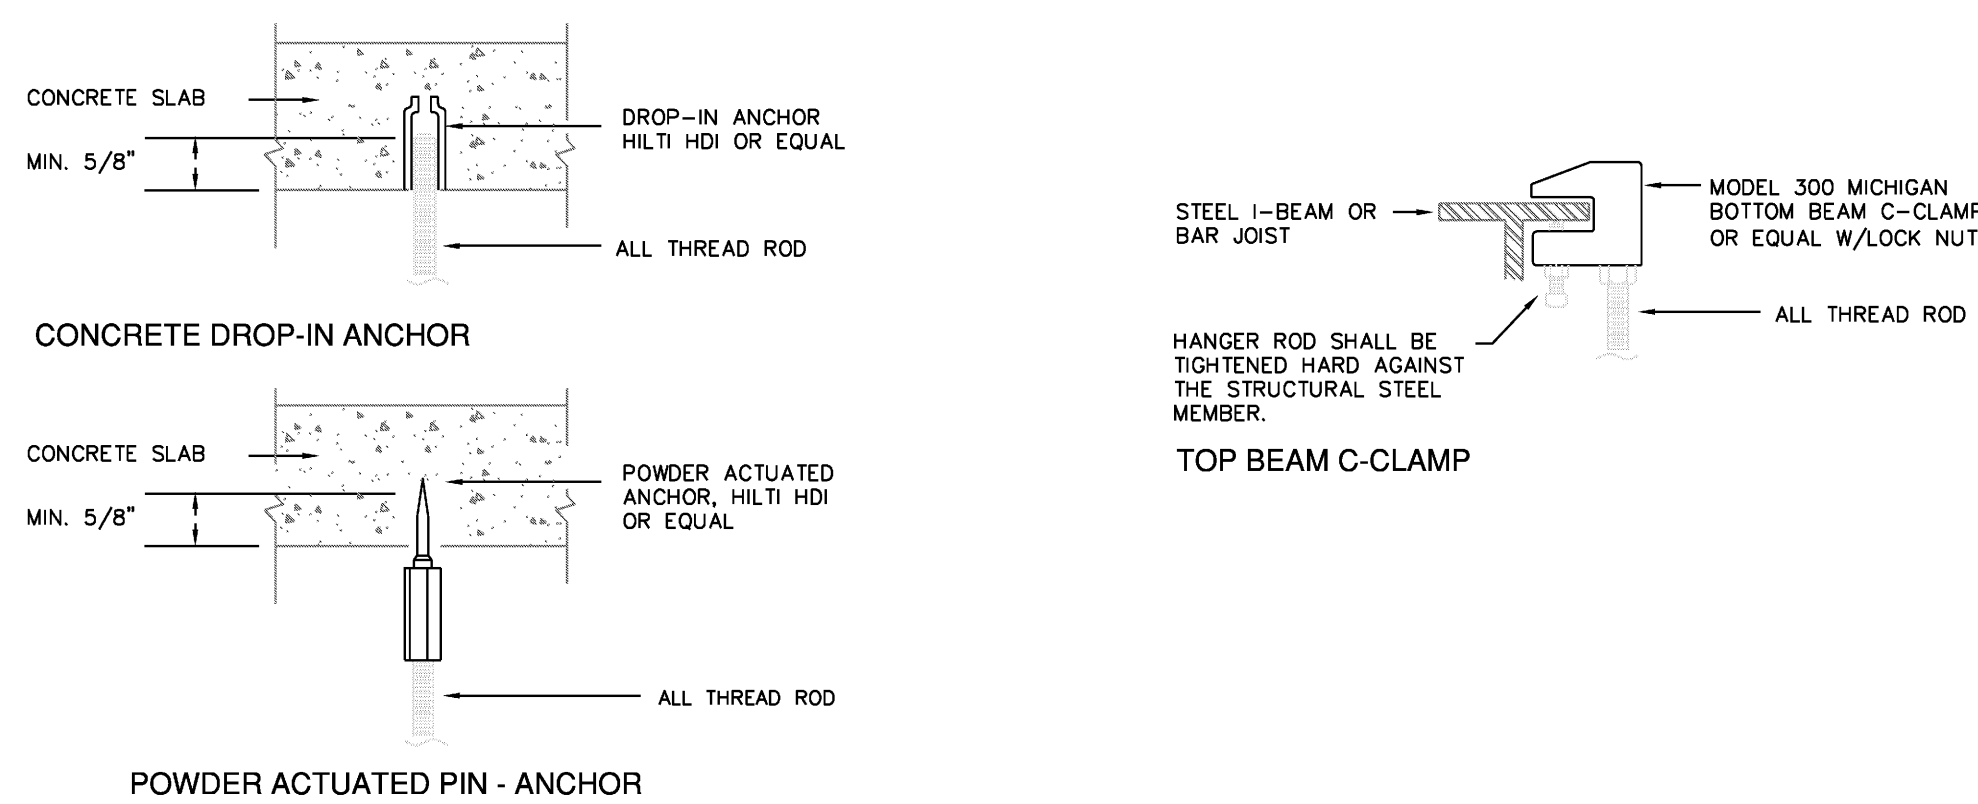 CONCRETE SLAB
MIN. 5/8"
DROP-IN ANCHOR
HILTI HDI OR EQUAL
ALL THREAD ROD
CONCRETE DROP-IN ANCHOR
CONCRETE SLAB
MIN. 5/8"
POWDER ACTUATED
ANCHOR, HILTI HDI
OR EQUAL
ALL THREAD ROD
POWDER ACTUATED PIN - ANCHOR
STEEL I-BEAM OR
BAR JOIST
MODEL 300 MICHIGAN
BOTTOM BEAM C-CLAMP
OR EQUAL W/LOCK NUT
ALL THREAD ROD
HANGER ROD SHALL BE
TIGHTENED HARD AGAINST
THE STRUCTURAL STEEL
MEMBER.
TOP BEAM C-CLAMP